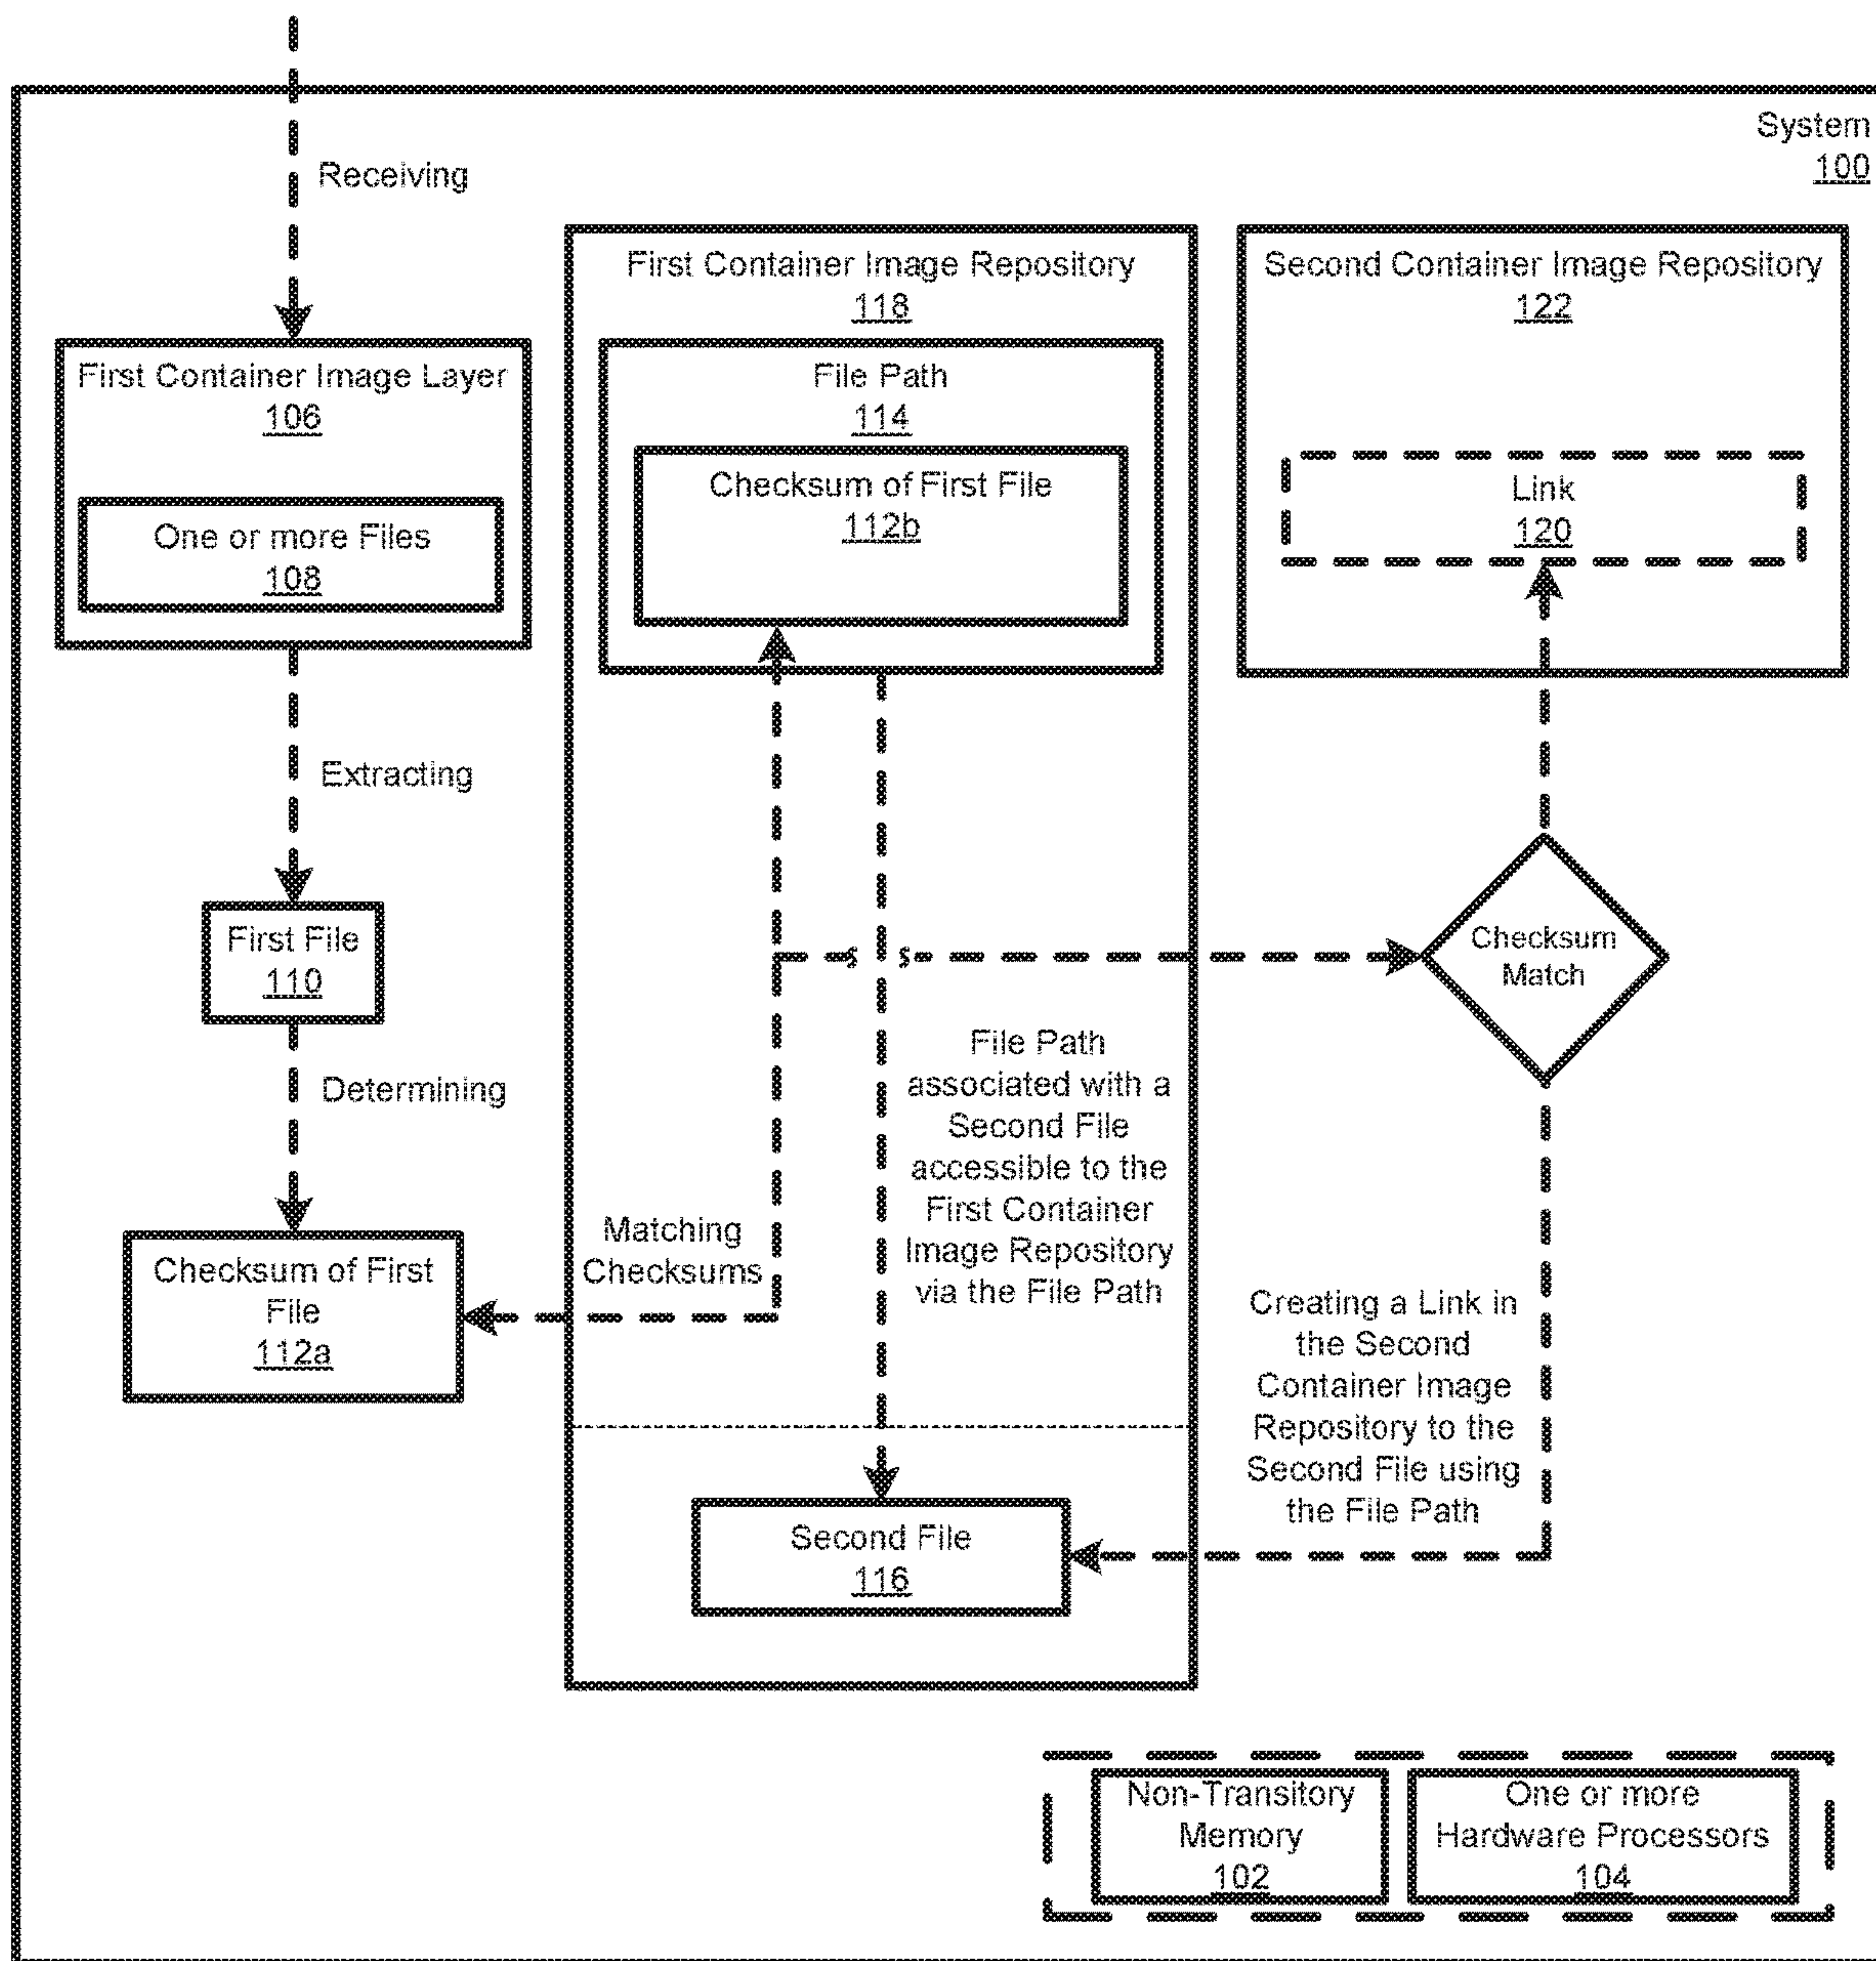 System
100
Receiving
First Container Image Layer
106
One or more Files
108
Extracting
First File
110
Determining
Checksum of First
File
112a
First Container Image Repository
118
File Path
114
Checksum of First File
112b
Matching
Checksums
File Path
associated with a
Second File
accessible to the
First Container
Image Repository
via the File Path
Second File
116
Second Container Image Repository
122
Link
120
Checksum
Match
Creating a Link in
the Second
Container Image
Repository to the
Second File using
the File Path
Non-Transitory
Memory
102
One or more
Hardware Processors
104